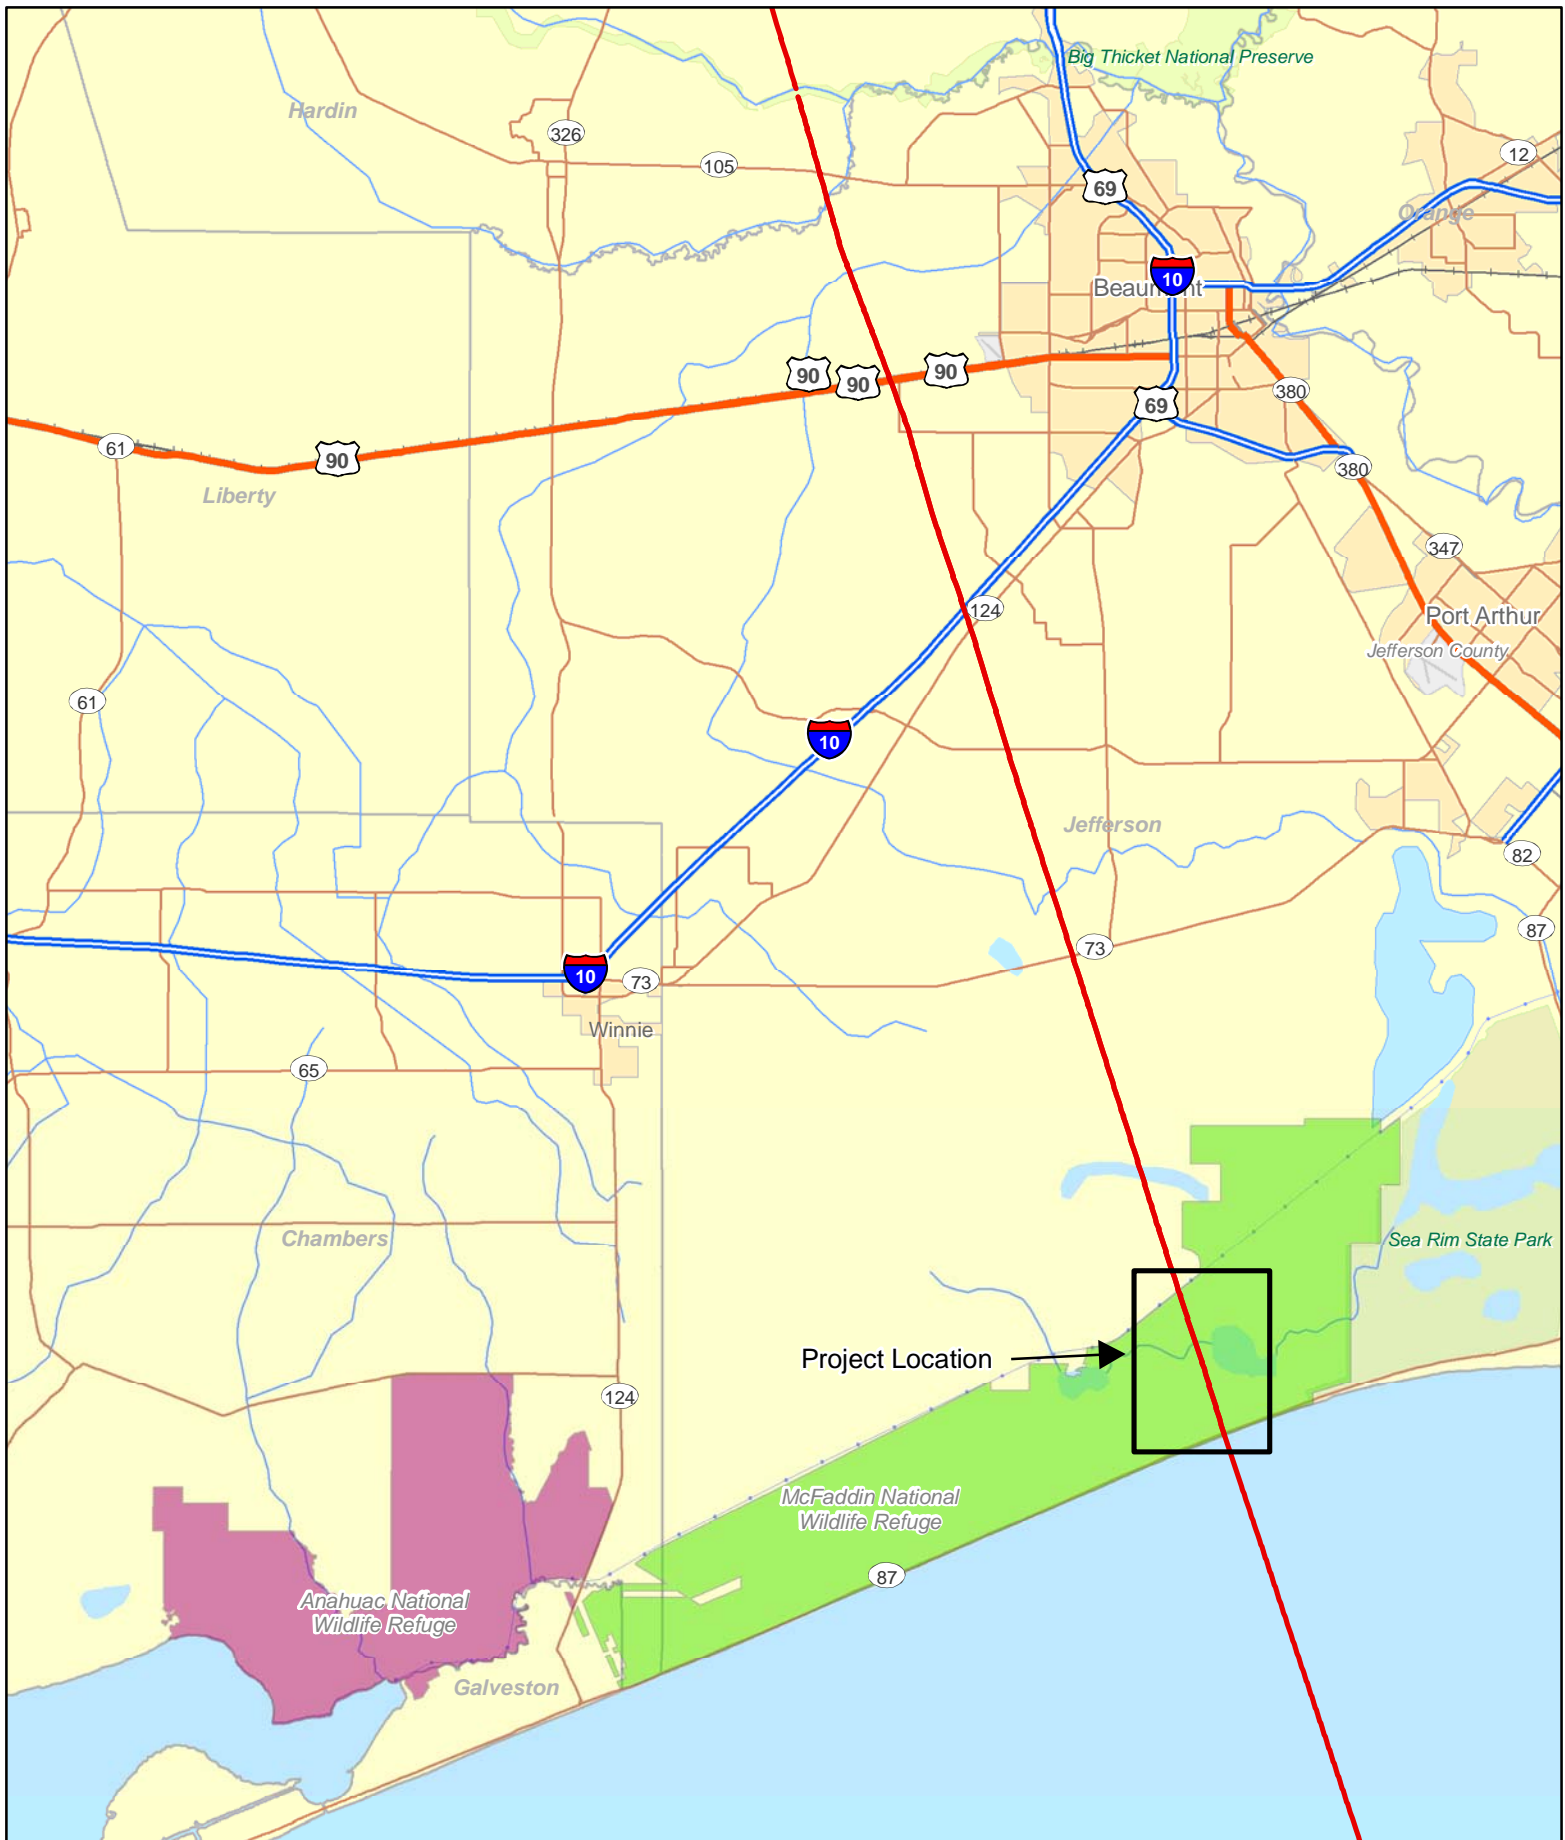 Big Thicket National Preserve
Hardin
326
105
12
69
Orange
10
Beaumont
90
90
90
69
380
61
90
380
Liberty
347
Port Arthur
Jefferson County
124
61
10
Jefferson
82
87
73
10
73
Winnie
65
Chambers
Sea Rim State Park
Project Location
124
McFaddin National
Wildlife Refuge
87
Anahuac National
Wildlife Refuge
Galveston